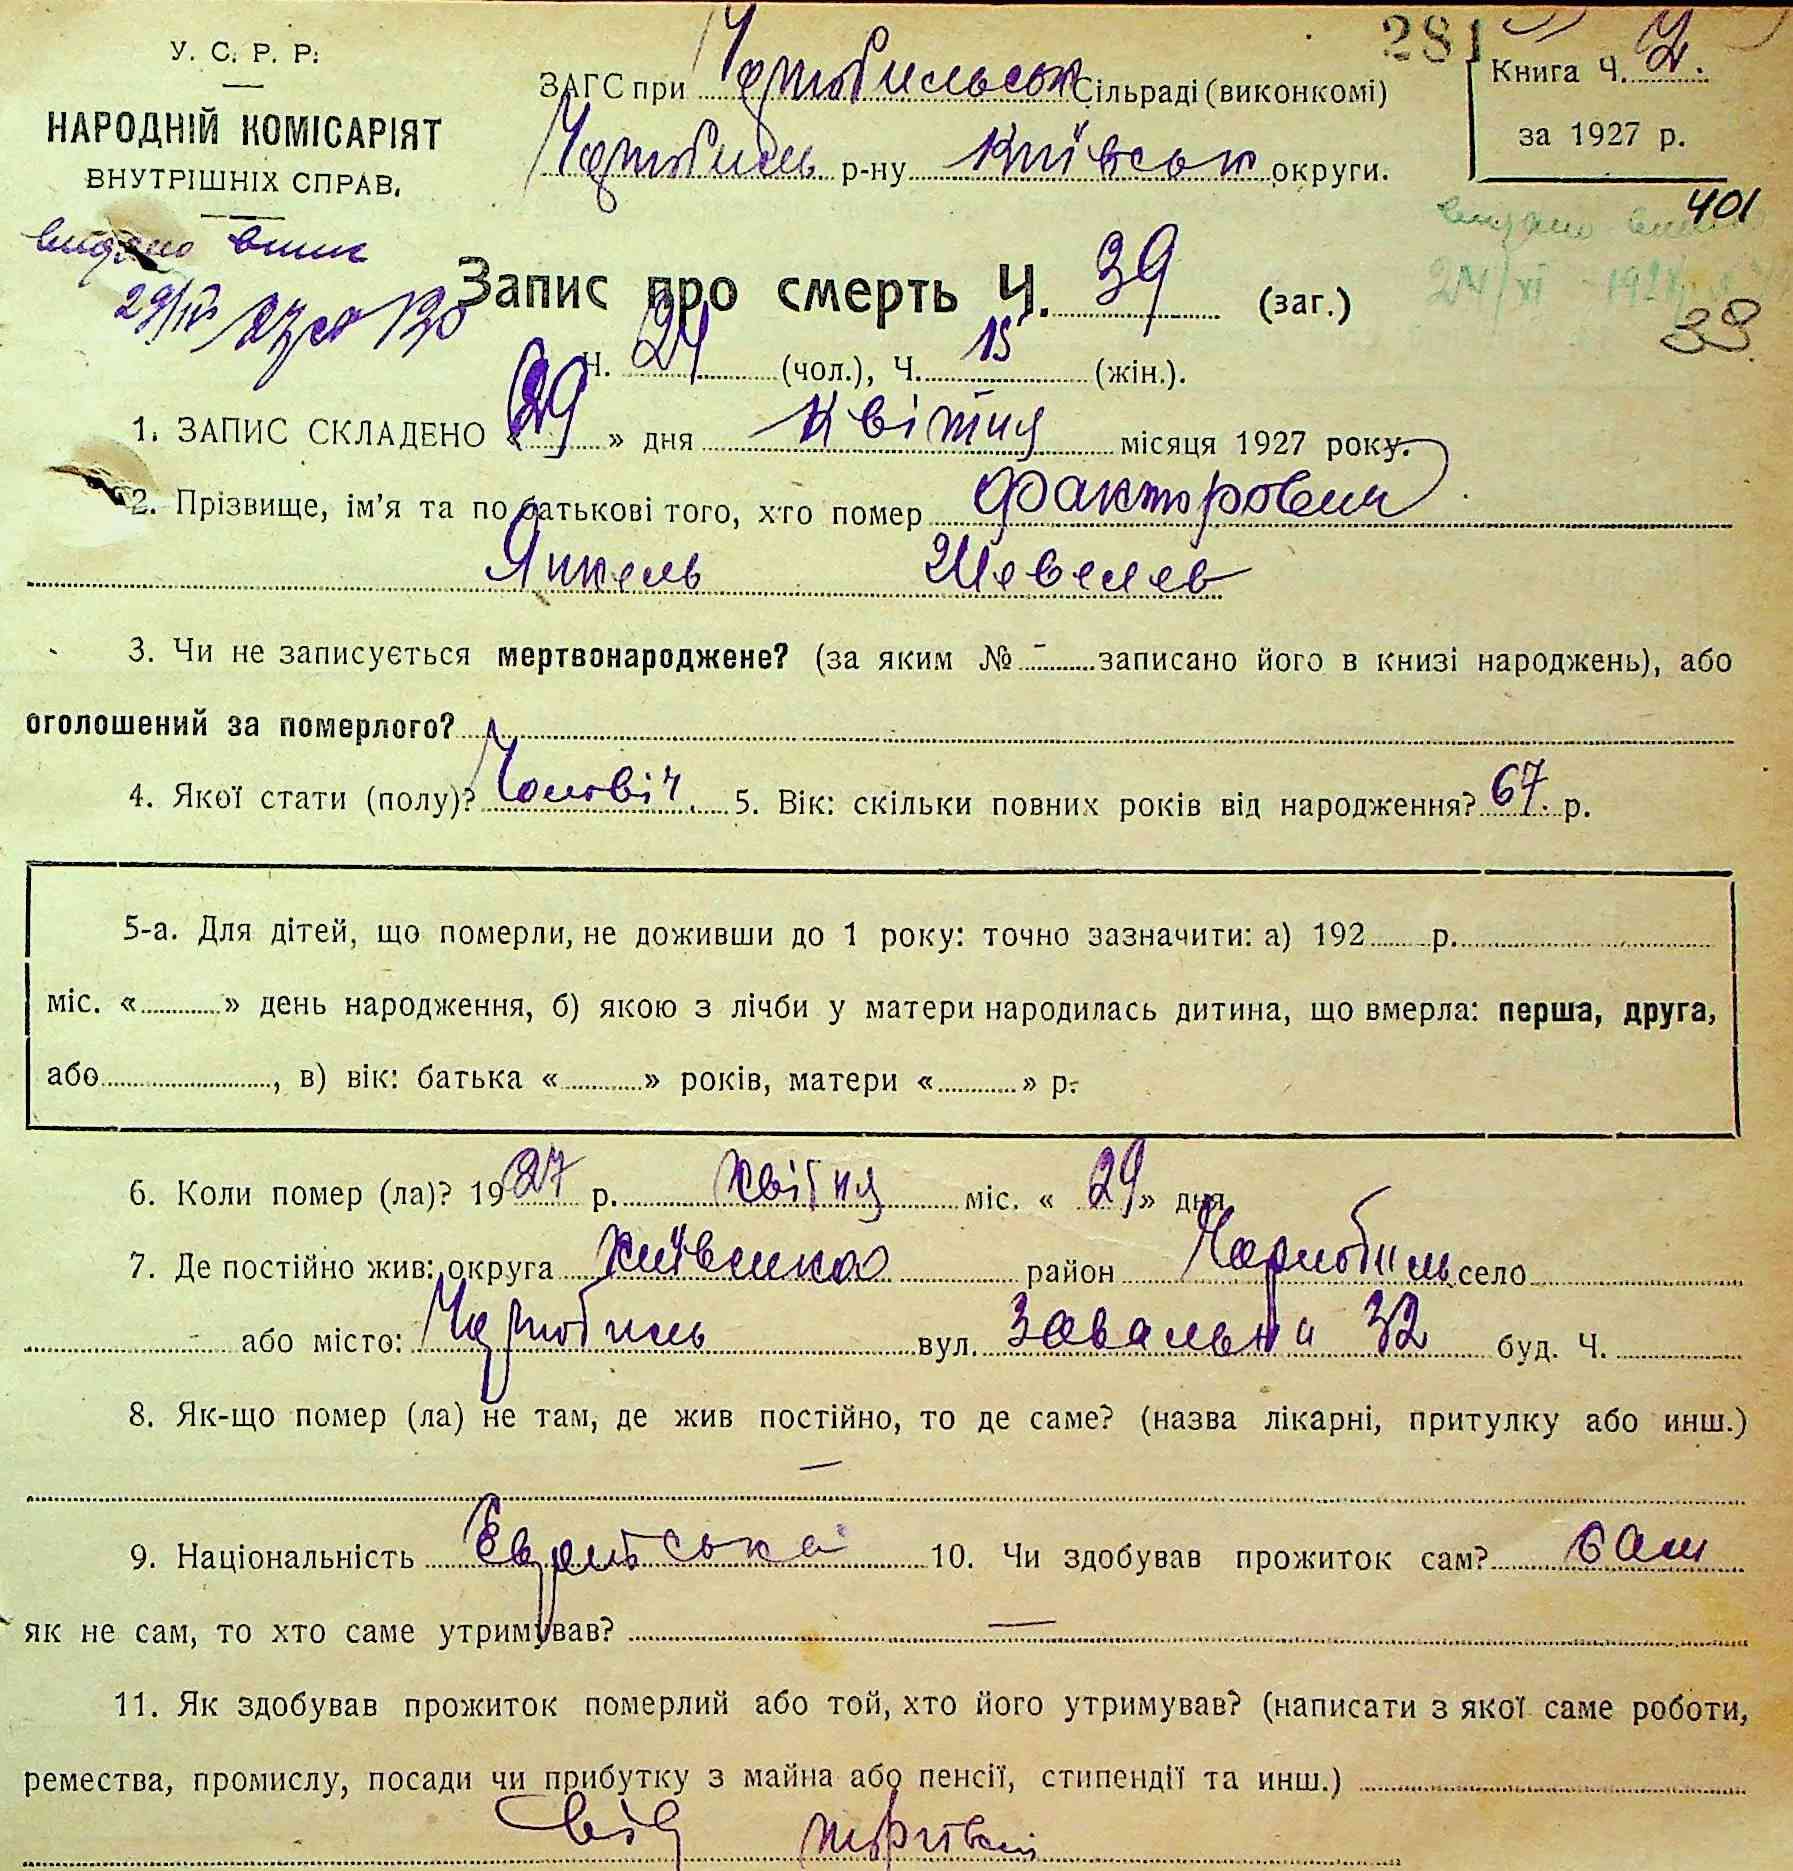 281
У. С. Р. Р.
НАРОДНІЙ КОМІСАРІЯТ
ВНУТРІШНІХ СПРАВ.
ЗАГС при Чорнобильськ Сільраді (виконкомі)
Чорнобиль р-ну Київськ округи.
Книга Ч. 2.
за 1927 р.
401
видано
Запис про смерть Ч. 39 (заг.)
39
Ч. 24 (чол.), Ч. 15 (жін.).
1. ЗАПИС СКЛАДЕНО « 29 » дня квітня місяця 1927 року.
2. Прізвище, ім'я та по батькові того, хто помер Факторович
Янкель Шевелев
3. Чи не записується мертвонароджене? (за яким № - записано його в книзі народжень), або
оголошений за померлого?
4. Якої стати (полу)? Чоловіч. 5. Вік: скільки повних років від народження? 67. р.
5-а. Для дітей, що померли, не доживши до 1 року: точно зазначити: а) 192 р.
міс. « » день народження, б) якою з лічби у матери народилась дитина, що вмерла: перша, друга,
або , в) вік: батька « » років, матери « » р.
6. Коли помер (ла)? 1927 р. квітня міс. « 29 » дня
7. Де постійно жив: округа Київська район Чорнобиль село
або місто: Чорнобиль вул. Завальна 32 буд. Ч.
8. Як-що помер (ла) не там, де жив постійно, то де саме? (назва лікарні, притулку або инш.)
—
9. Національність Єврейська 10. Чи здобував прожиток сам? сам
як не сам, то хто саме утримував? —
11. Як здобував прожиток померлий або той, хто його утримував? (написати з якої саме роботи,
ремества, промислу, посади чи прибутку з майна або пенсії, стипендії та инш.)
від торговлі